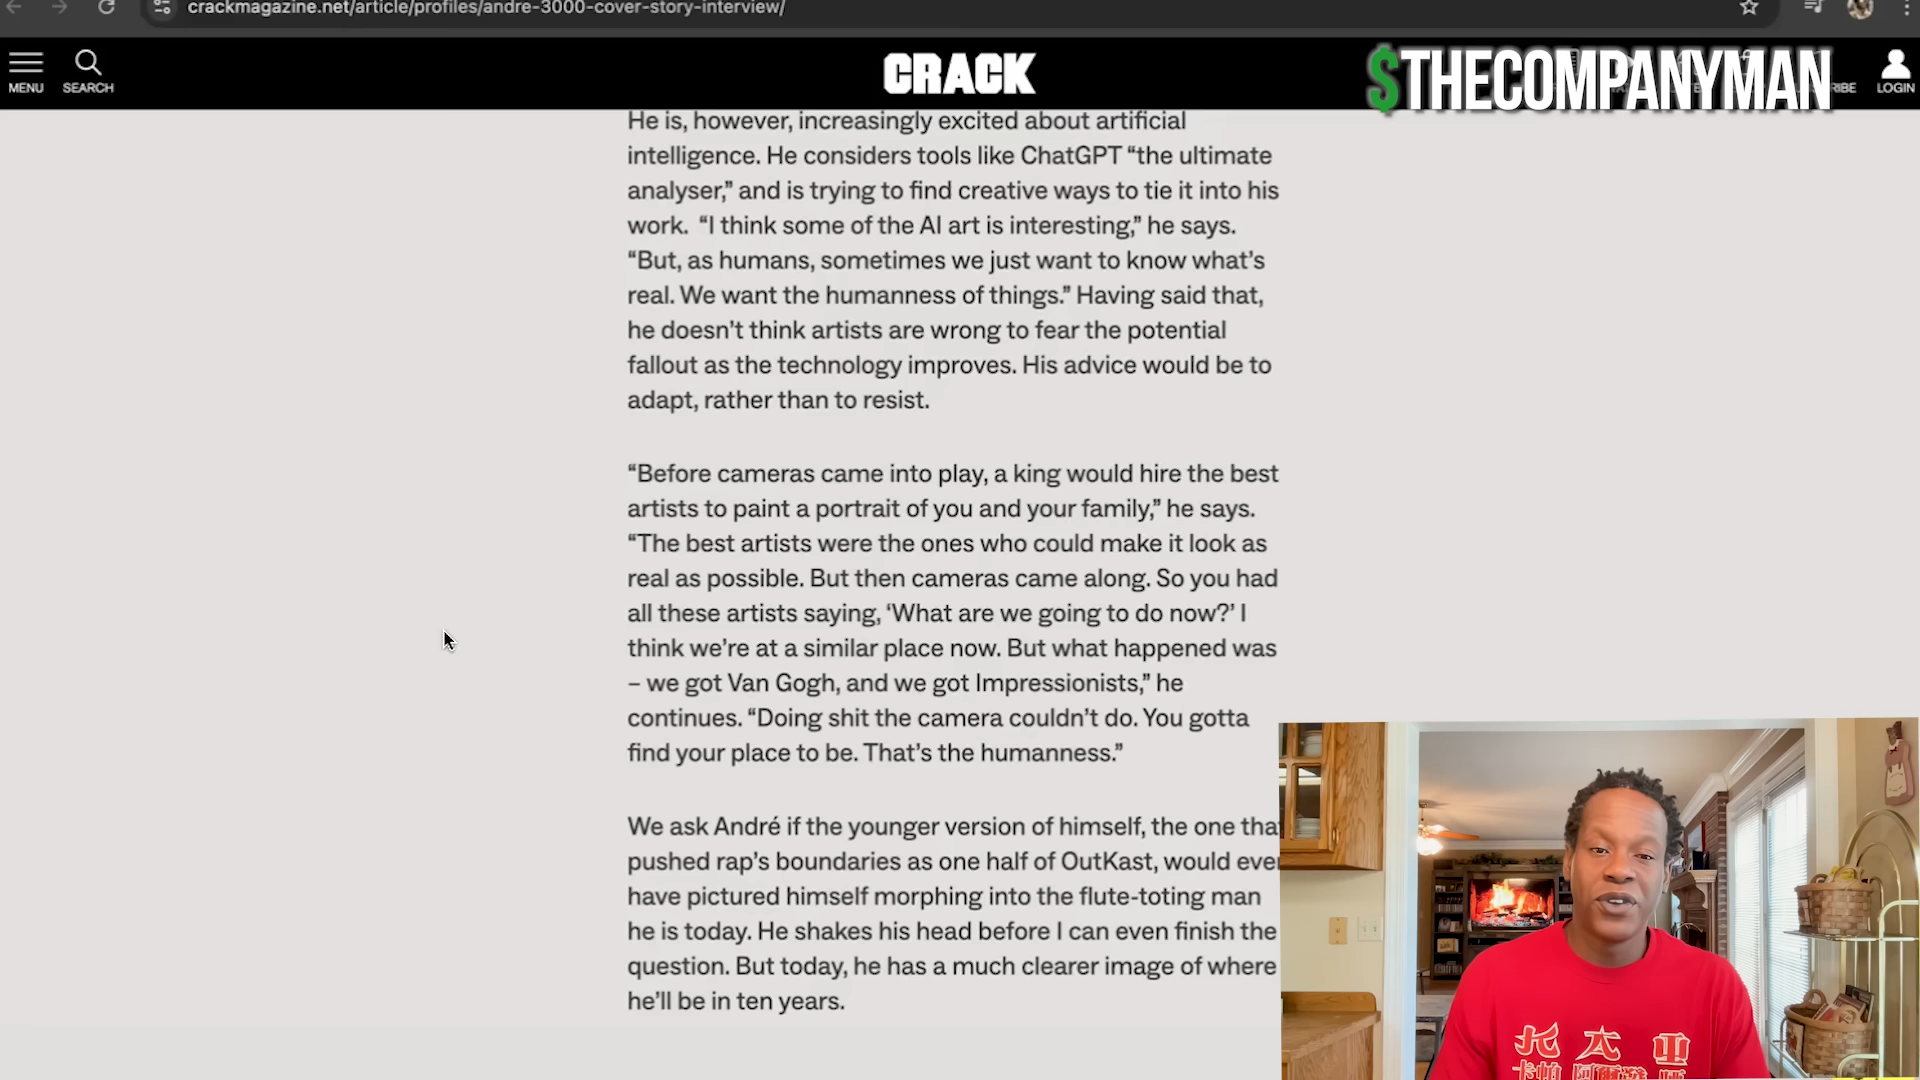 crackmagazine.net/article/profiles/andre-3000-cover-story-interview/
MENU
SEARCH
CRACK
$THECOMPANYMAN
LOGIN
He is, however, increasingly excited about artificial
intelligence. He considers tools like ChatGPT “the ultimate
analyser,” and is trying to find creative ways to tie it into his
work. “I think some of the AI art is interesting,” he says.
“But, as humans, sometimes we just want to know what’s
real. We want the humanness of things.” Having said that,
he doesn’t think artists are wrong to fear the potential
fallout as the technology improves. His advice would be to
adapt, rather than to resist.
“Before cameras came into play, a king would hire the best
artists to paint a portrait of you and your family,” he says.
“The best artists were the ones who could make it look as
real as possible. But then cameras came along. So you had
all these artists saying, ‘What are we going to do now?’ I
think we’re at a similar place now. But what happened was
– we got Van Gogh, and we got Impressionists,” he
continues. “Doing shit the camera couldn’t do. You gotta
find your place to be. That’s the humanness.”
We ask André if the younger version of himself, the one tha
pushed rap’s boundaries as one half of OutKast, would ever
have pictured himself morphing into the flute-toting man
he is today. He shakes his head before I can even finish the
question. But today, he has a much clearer image of where
he’ll be in ten years.